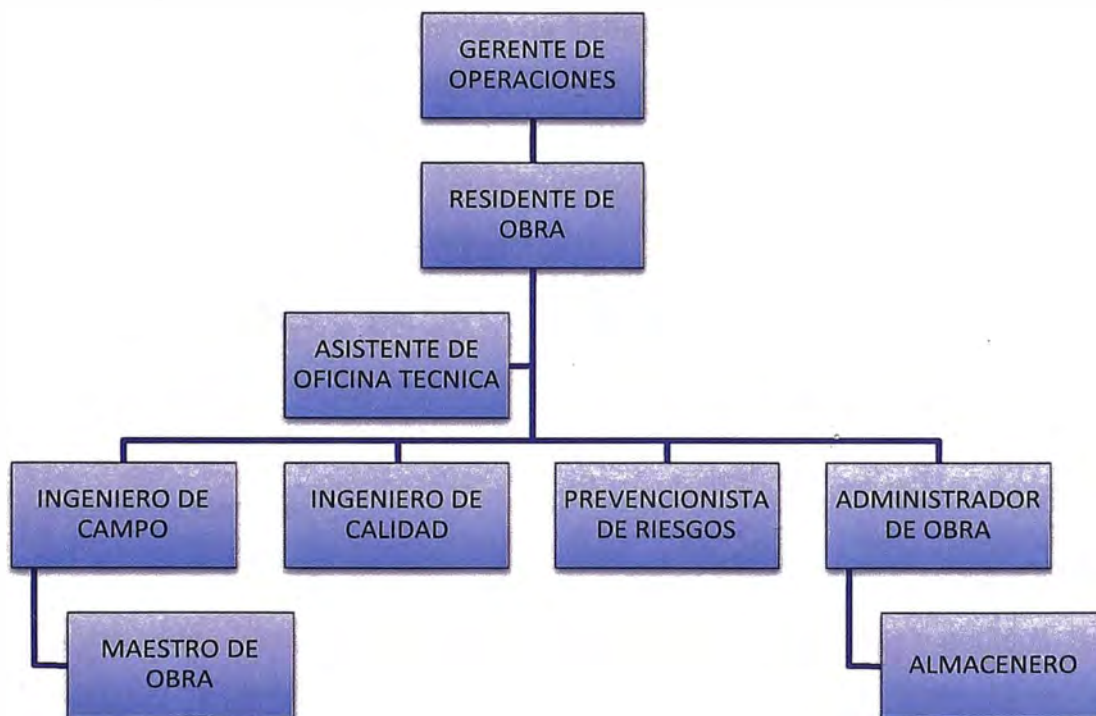 GERENTE DE
OPERACIONES
RESIDENTE DE
OBRA
ASISTENTE DE
OFICINA TECNICA
INGENIERO DE
CAMPO
INGENIERO DE
CALIDAD
PREVENCIONISTA
DE RIESGOS
ADMINISTRADOR
DE OBRA
MAESTRO DE
OBRA
ALMACENERO